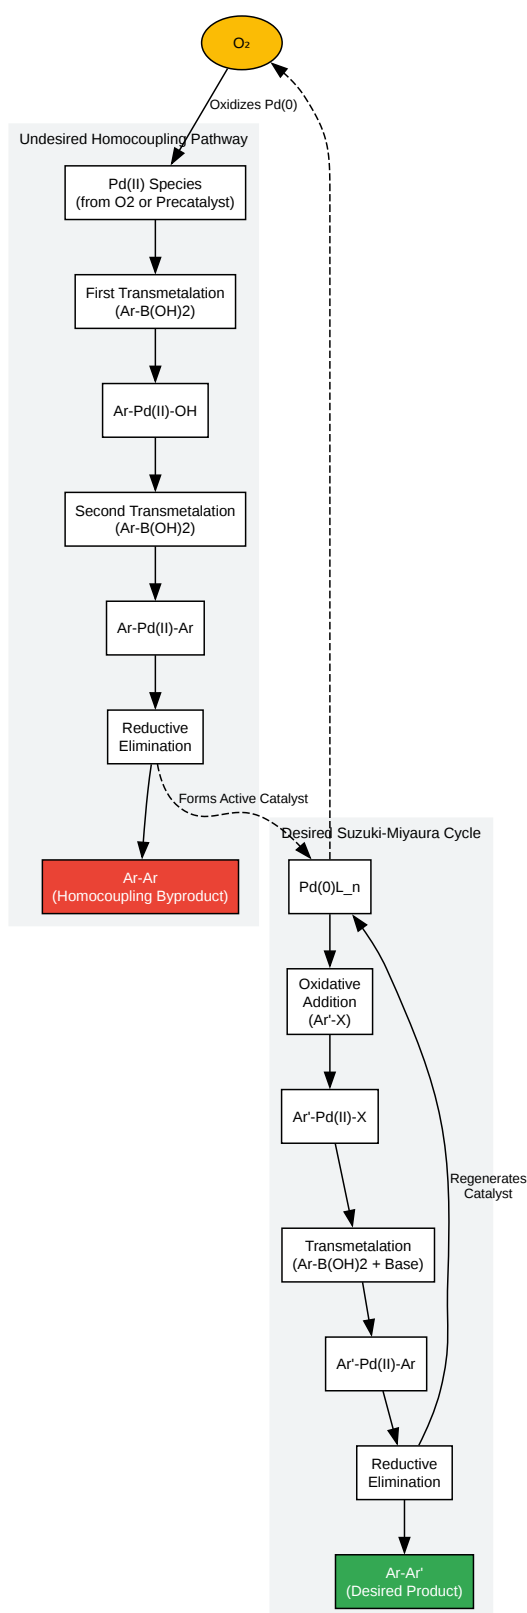 O₂
Oxidizes Pd(0)
Undesired Homocoupling Pathway
Pd(II) Species
(from O2 or Precatalyst)
First Transmetalation
(Ar-B(OH)2)
Ar-Pd(II)-OH
Second Transmetalation
(Ar-B(OH)2)
Ar-Pd(II)-Ar
Reductive
Elimination
Forms Active Catalyst
Ar-Ar
(Homocoupling Byproduct)
Desired Suzuki-Miyaura Cycle
Pd(0)L_n
Oxidative
Addition
(Ar'-X)
Ar'-Pd(II)-X
Regenerates
Catalyst
Transmetalation
(Ar-B(OH)2 + Base)
Ar'-Pd(II)-Ar
Reductive
Elimination
Ar-Ar'
(Desired Product)